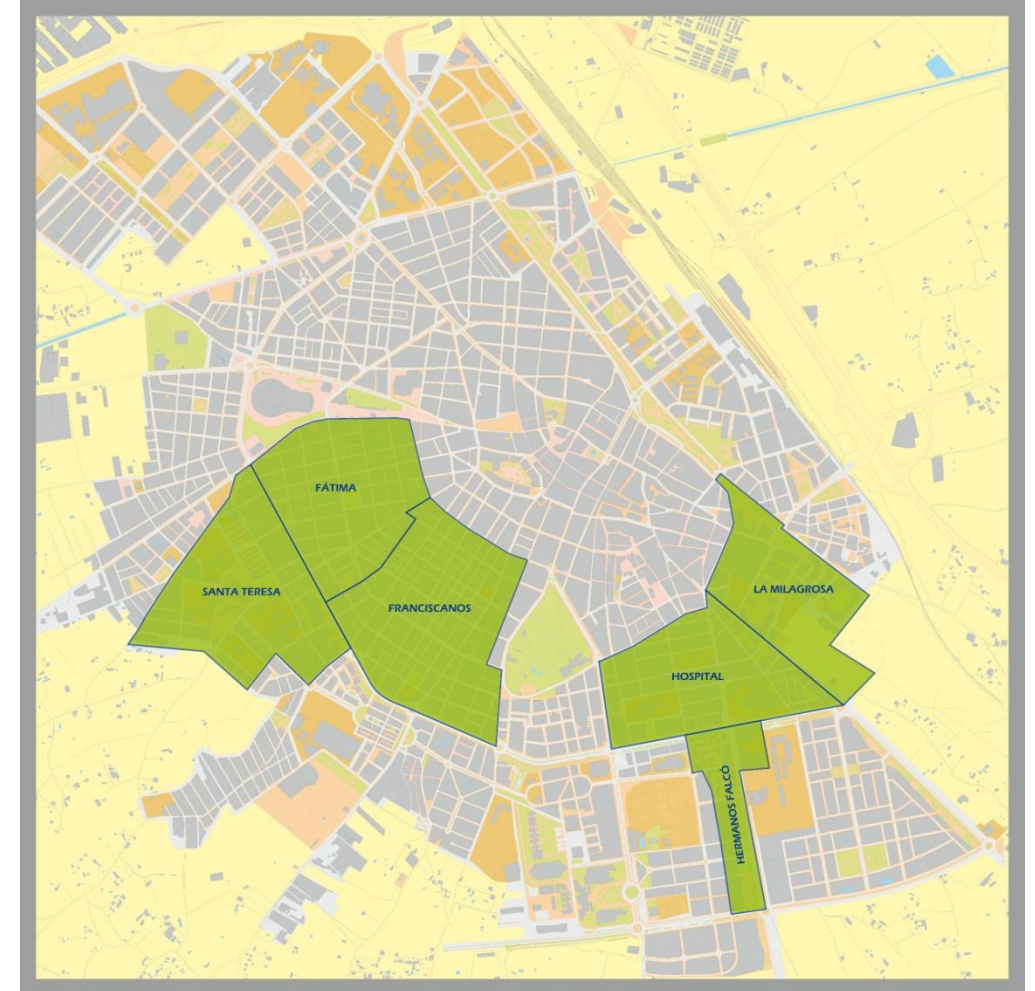 FÁTIMA
SANTA TERESA
FRANCISCANOS
LA MILAGROSA
HOSPITAL
HERMANOS FALCÓ